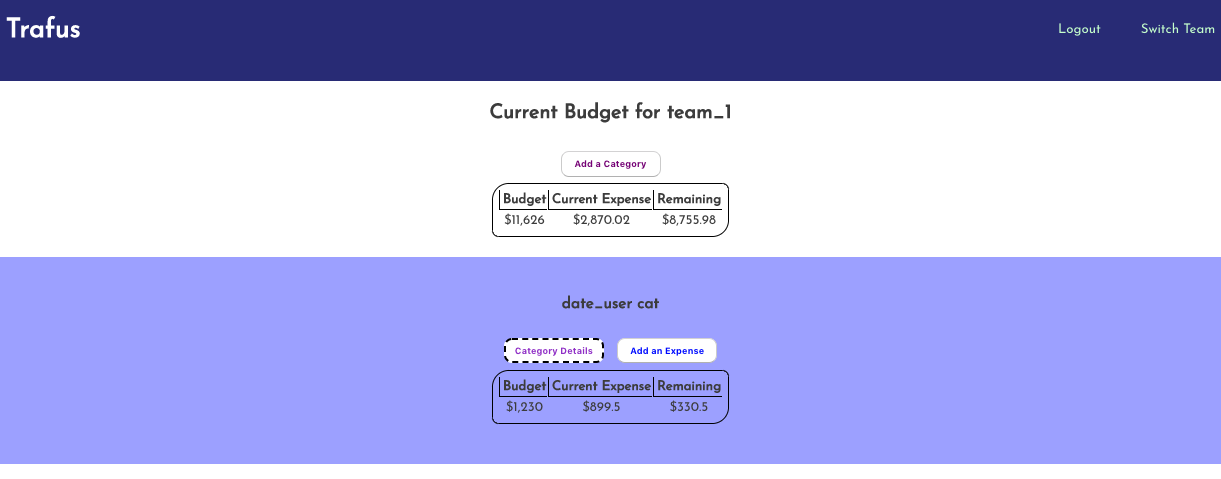 Trafus
Logout Switch Team
Current Budget for team_1
Add a Category
Budget Current Expense Remaining
$11,626 $2,870.02 $8,755.98
date_user cat
Category Details Add an Expense
Budget Current Expense Remaining
$1,230 $899.5 $330.5